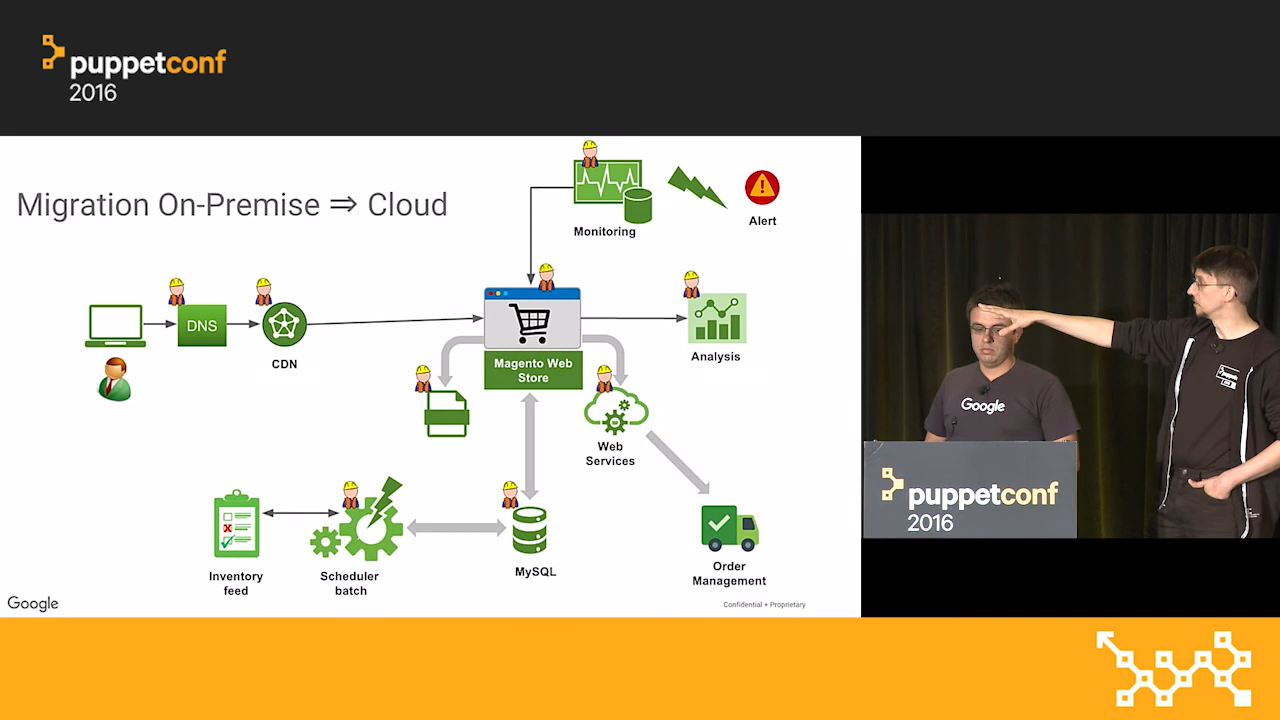 puppetconf
2016
Migration On-Premise ⇒ Cloud
Monitoring
Alert
DNS
CDN
Magento Web
Store
Analysis
Web
Services
Inventory
feed
Scheduler
batch
MySQL
Order
Management
Google
Confidential + Proprietary
Google
puppet
puppetconf
2016